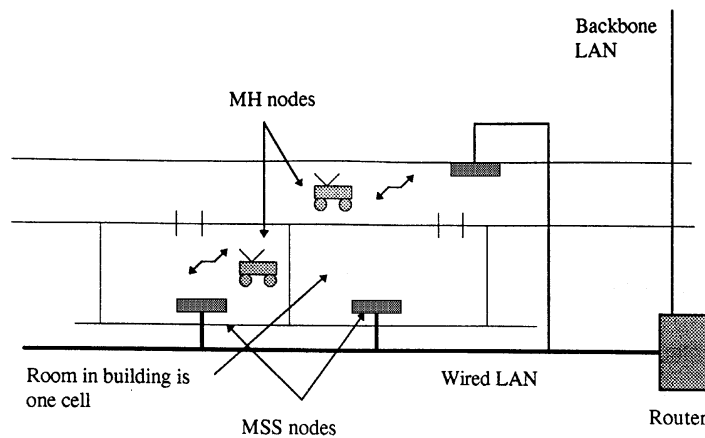 Backbone
LAN
MH nodes
Room in building is
one cell
Wired LAN
MSS nodes
Router